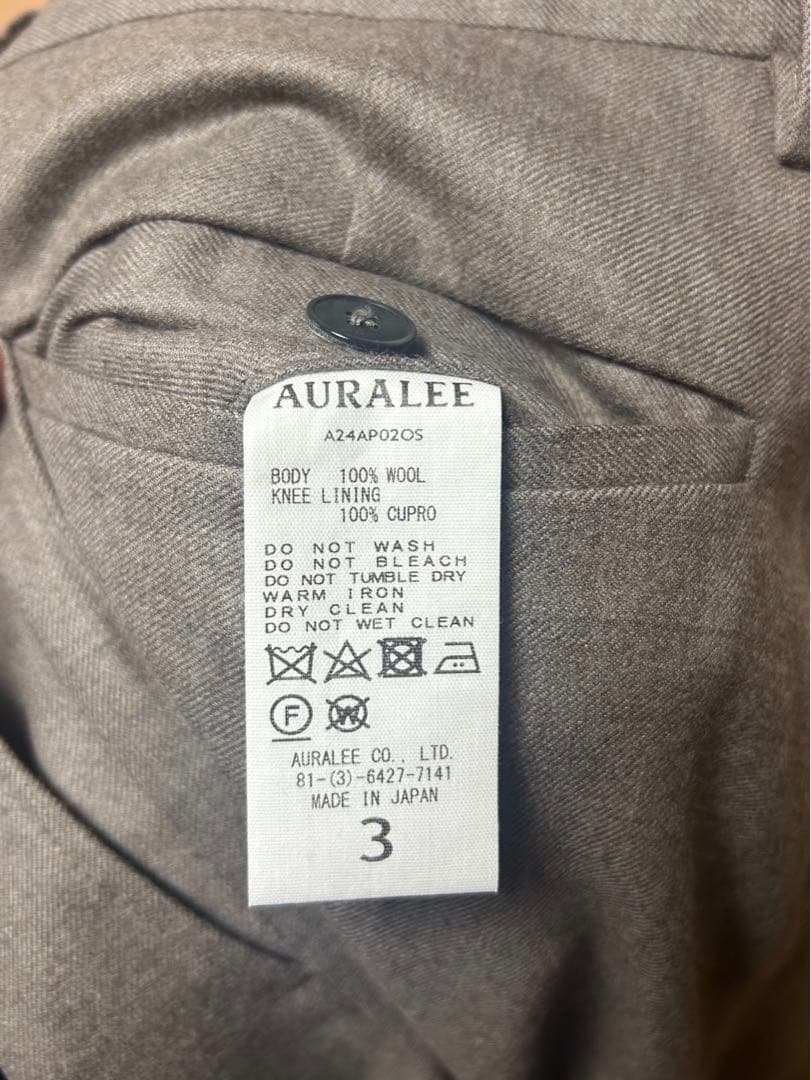 AURALEE
A24AP02OS
BODY 100% WOOL
KNEE LINING
100% CUPRO
DO NOT WASH
DO NOT BLEACH
DO NOT TUMBLE DRY
WARM IRON
DRY CLEAN
DO NOT WET CLEAN
F
W
AURALEE CO., LTD.
81-(3)-6427-7141
MADE IN JAPAN
3